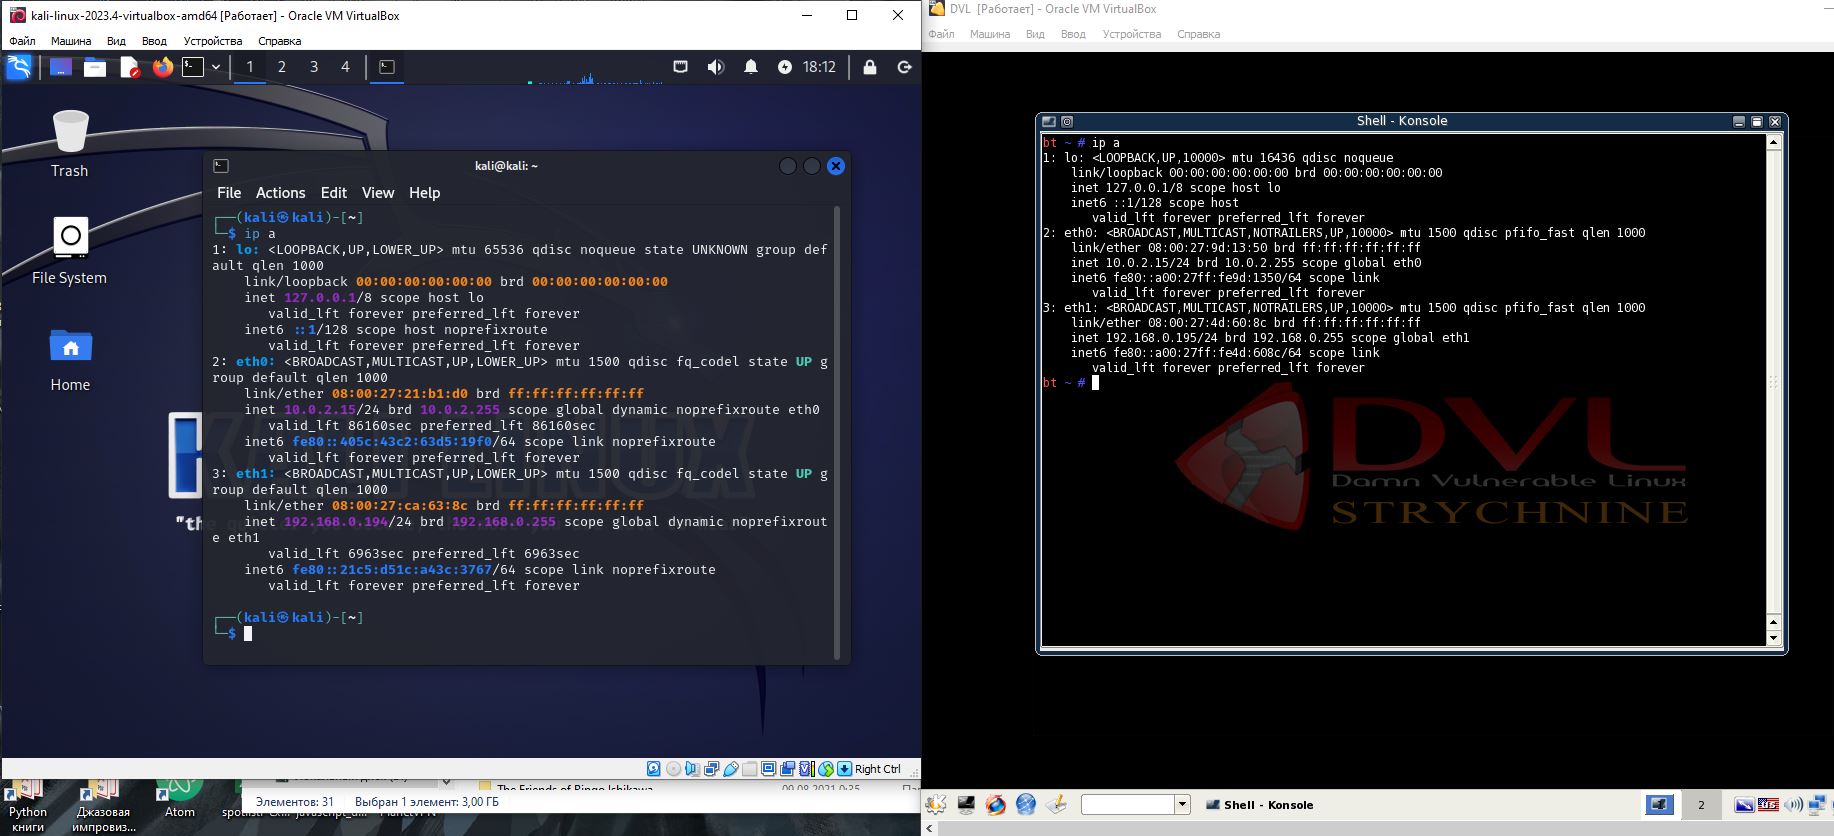 kali-linux-2023.4-virtualbox-amd64 [Работает] - Oracle VM VirtualBox
Файл Машина Вид Ввод Устройства Справка
1 2 3 4 18:12
Trash
File System
Home
kali@kali: ~
File Actions Edit View Help
┌──(kali㉿kali)-[~]
└─$ ip a
1: lo: <LOOPBACK,UP,LOWER_UP> mtu 65536 qdisc noqueue state UNKNOWN group def
ault qlen 1000
link/loopback 00:00:00:00:00:00 brd 00:00:00:00:00:00
inet 127.0.0.1/8 scope host lo
valid_lft forever preferred_lft forever
inet6 ::1/128 scope host noprefixroute
valid_lft forever preferred_lft forever
2: eth0: <BROADCAST,MULTICAST,UP,LOWER_UP> mtu 1500 qdisc fq_codel state UP g
roup default qlen 1000
link/ether 08:00:27:21:b1:d0 brd ff:ff:ff:ff:ff:ff
inet 10.0.2.15/24 brd 10.0.2.255 scope global dynamic noprefixroute eth0
valid_lft 86160sec preferred_lft 86160sec
inet6 fe80::405c:43c2:63d5:19f0/64 scope link noprefixroute
valid_lft forever preferred_lft forever
3: eth1: <BROADCAST,MULTICAST,UP,LOWER_UP> mtu 1500 qdisc fq_codel state UP g
roup default qlen 1000
link/ether 08:00:27:ca:63:8c brd ff:ff:ff:ff:ff:ff
inet 192.168.0.194/24 brd 192.168.0.255 scope global dynamic noprefixrout
e eth1
valid_lft 6963sec preferred_lft 6963sec
inet6 fe80::21c5:d51c:a43c:3767/64 scope link noprefixroute
valid_lft forever preferred_lft forever
┌──(kali㉿kali)-[~]
└─$
"the
Right Ctrl
The Friends of Ringo Ishikawa
09.08.2021 0:35
Элементов: 31 Выбран 1 элемент: 3,00 ГБ
Python
книги
Джазовая
импровиз...
Atom
DVL [Работает] - Oracle VM VirtualBox
Файл Машина Вид Ввод Устройства Справка
Shell - Konsole
bt ~ # ip a
1: lo: <LOOPBACK,UP,10000> mtu 16436 qdisc noqueue
link/loopback 00:00:00:00:00:00 brd 00:00:00:00:00:00
inet 127.0.0.1/8 scope host lo
inet6 ::1/128 scope host
valid_lft forever preferred_lft forever
2: eth0: <BROADCAST,MULTICAST,NOTRAILERS,UP,10000> mtu 1500 qdisc pfifo_fast qlen 1000
link/ether 08:00:27:9d:13:50 brd ff:ff:ff:ff:ff:ff
inet 10.0.2.15/24 brd 10.0.2.255 scope global eth0
inet6 fe80::a00:27ff:fe9d:1350/64 scope link
valid_lft forever preferred_lft forever
3: eth1: <BROADCAST,MULTICAST,NOTRAILERS,UP,10000> mtu 1500 qdisc pfifo_fast qlen 1000
link/ether 08:00:27:4d:60:8c brd ff:ff:ff:ff:ff:ff
inet 192.168.0.195/24 brd 192.168.0.255 scope global eth1
inet6 fe80::a00:27ff:fe4d:608c/64 scope link
valid_lft forever preferred_lft forever
bt ~ #
DVL
Damn Vulnerable Linux
STRYCHNINE
Shell - Konsole
2
us